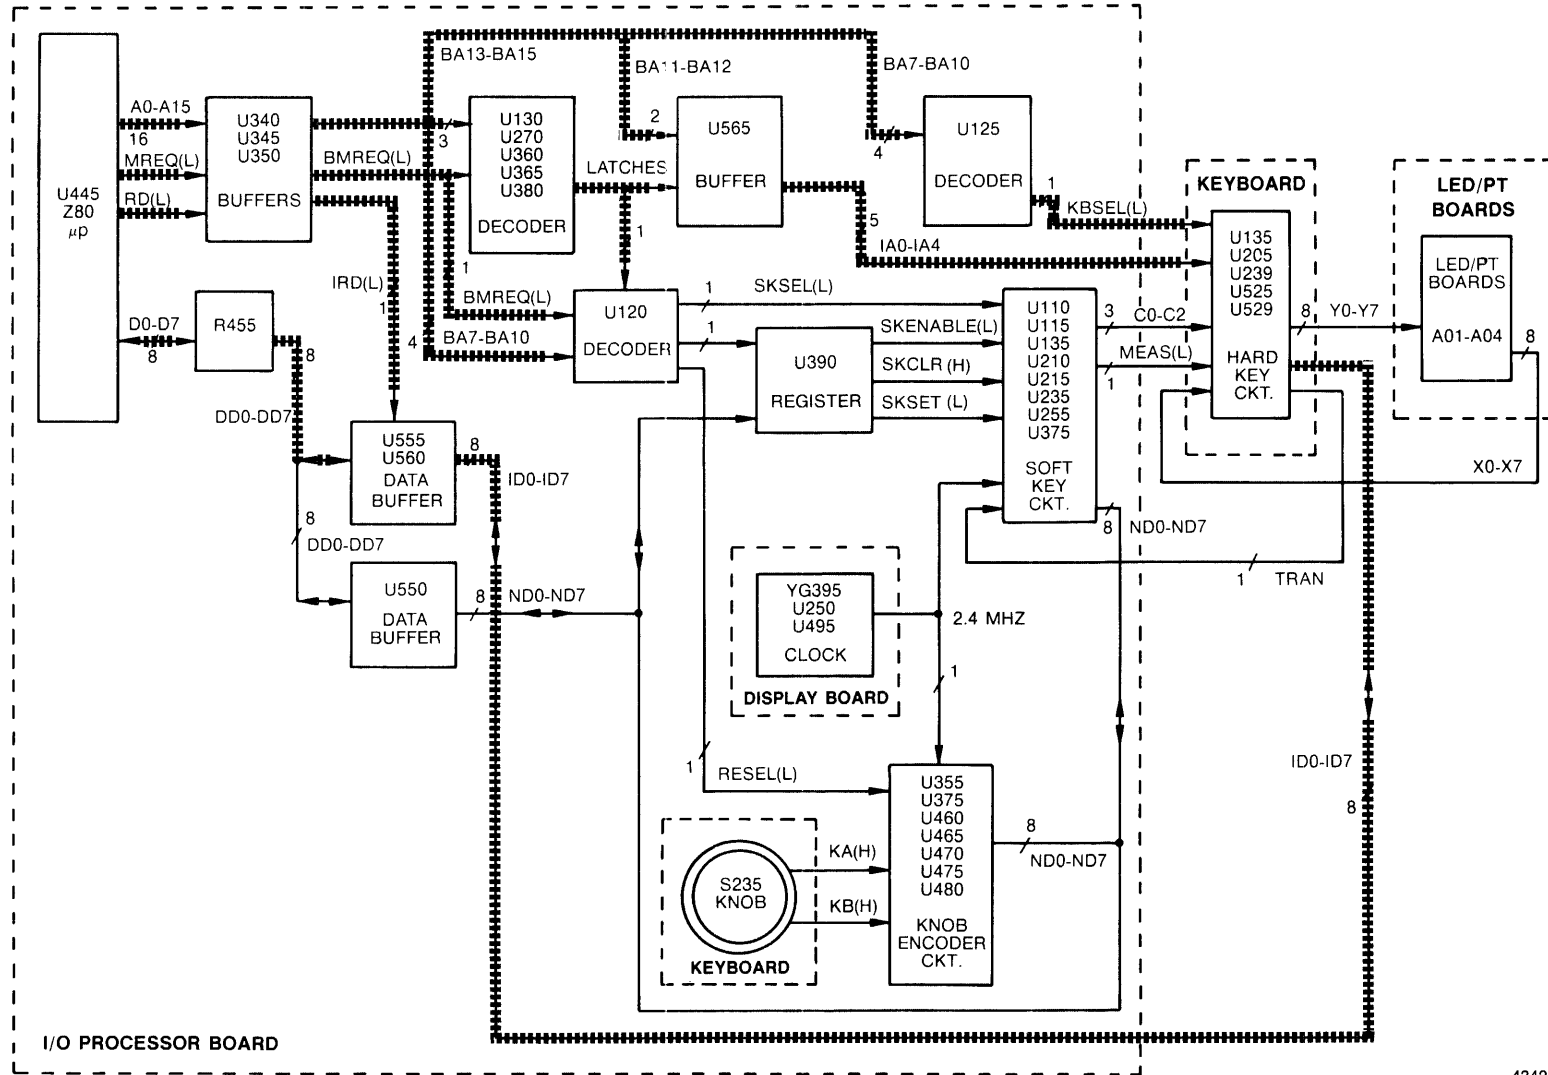 BA13-BA15
BA11-BA12
BA7-BA10
A0-A15
16
MREQ(L)
RD(L)
U445
Z80
µp
U340
U345
U350
BUFFERS
BMREQ(L)
3
U130
U270
U360
U365
U380
DECODER
LATCHES
2
U565
BUFFER
4
U125
DECODER
1
KBSEL(L)
5
IA0-IA4
KEYBOARD
U135
U205
U239
U525
U529
HARD
KEY
CKT.
LED/PT
BOARDS
LED/PT
BOARDS
A01-A04
8
Y0-Y7
8
X0-X7
D0-D7
8
R455
8
DD0-DD7
IRD(L)
1
4
1
BMREQ(L)
BA7-BA10
1
U120
DECODER
1
SKSEL(L)
1
U390
REGISTER
SKENABLE(L)
SKCLR (H)
SKSET (L)
U110
U115
U135
U210
U215
U235
U255
U375
SOFT
KEY
CKT.
3
C0-C2
MEAS(L)
1
8
ND0-ND7
1
TRAN
U555
U560
DATA
BUFFER
8
ID0-ID7
8
DD0-DD7
U550
DATA
BUFFER
8
ND0-ND7
YG395
U250
U495
CLOCK
DISPLAY BOARD
2.4 MHZ
1
1
RESEL(L)
U355
U375
U460
U465
U470
U475
U480
KNOB
ENCODER
CKT.
8
ND0-ND7
S235
KNOB
KA(H)
KB(H)
KEYBOARD
ID0-ID7
8
I/O PROCESSOR BOARD